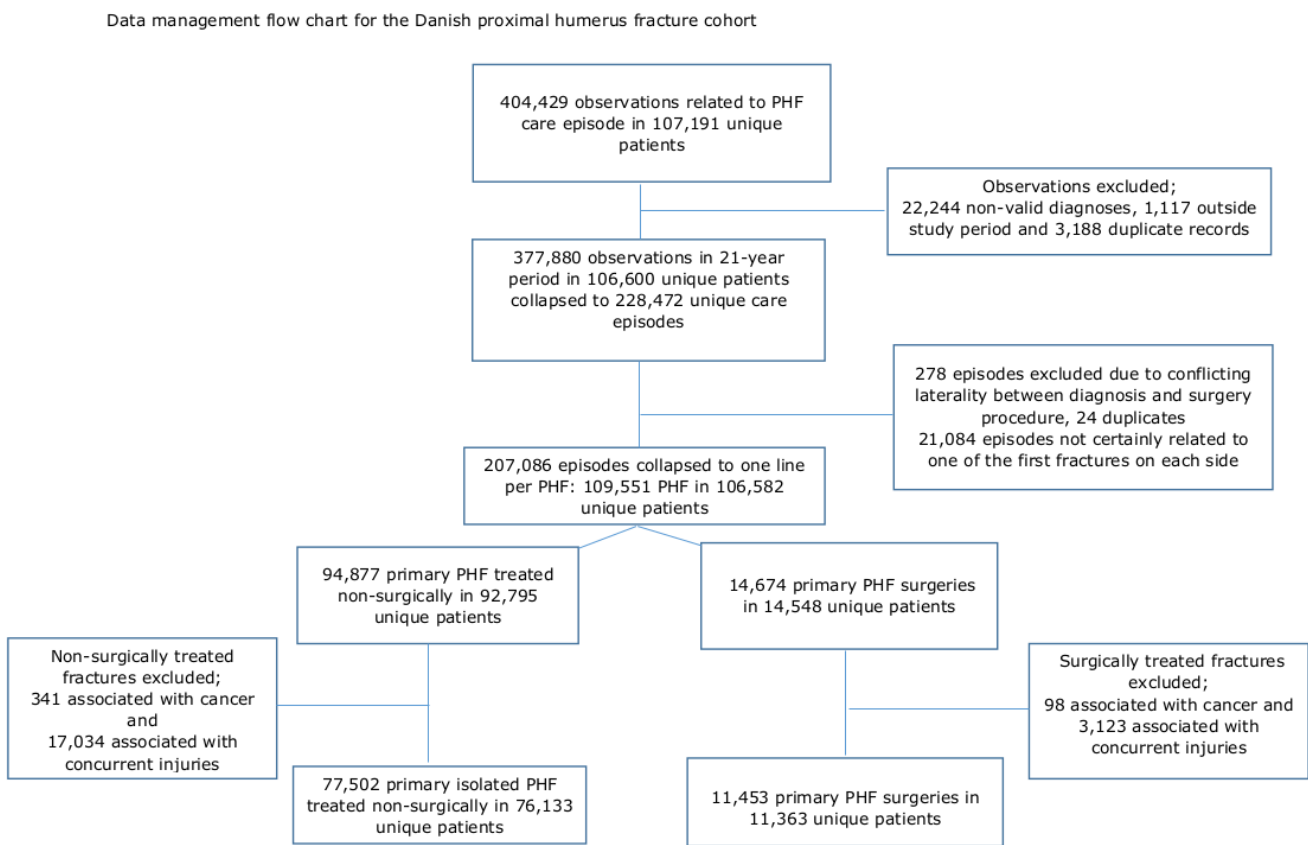 Data management flow chart for the Danish proximal humerus fracture cohort
404,429 observations related to PHF
care episode in 107,191 unique
patients
Observations excluded;
22,244 non-valid diagnoses, 1,117 outside
study period and 3,188 duplicate records
377,880 observations in 21-year
period in 106,600 unique patients
collapsed to 228,472 unique care
episodes
278 episodes excluded due to conflicting
laterality between diagnosis and surgery
procedure, 24 duplicates
21,084 episodes not certainly related to
one of the first fractures on each side
207,086 episodes collapsed to one line
per PHF: 109,551 PHF in 106,582
unique patients
94,877 primary PHF treated
non-surgically in 92,795
unique patients
14,674 primary PHF surgeries
in 14,548 unique patients
Non-surgically treated
fractures excluded;
341 associated with cancer
and
17,034 associated with
concurrent injuries
Surgically treated fractures
excluded;
98 associated with cancer and
3,123 associated with
concurrent injuries
77,502 primary isolated PHF
treated non-surgically in 76,133
unique patients
11,453 primary PHF surgeries in
11,363 unique patients